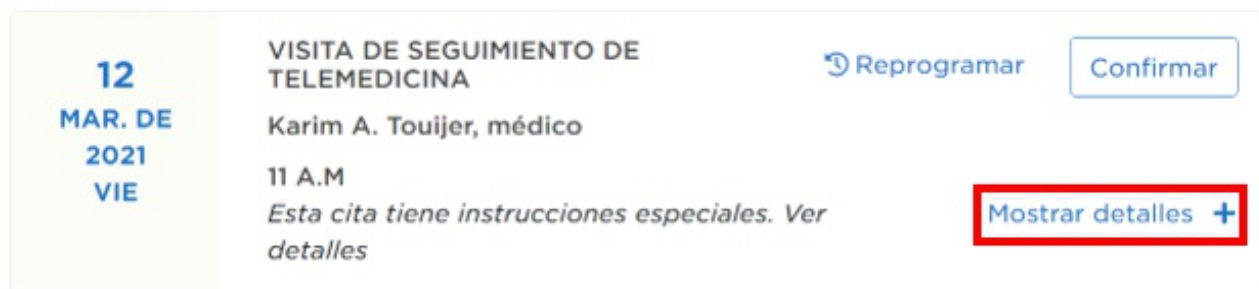 12
MAR. DE
2021
VIE
VISITA DE SEGUIMIENTO DE
TELEMEDICINA
Karim A. Touijer, médico
11 A.M
Esta cita tiene instrucciones especiales. Ver
detalles
Reprogramar
Confirmar
Mostrar detalles +